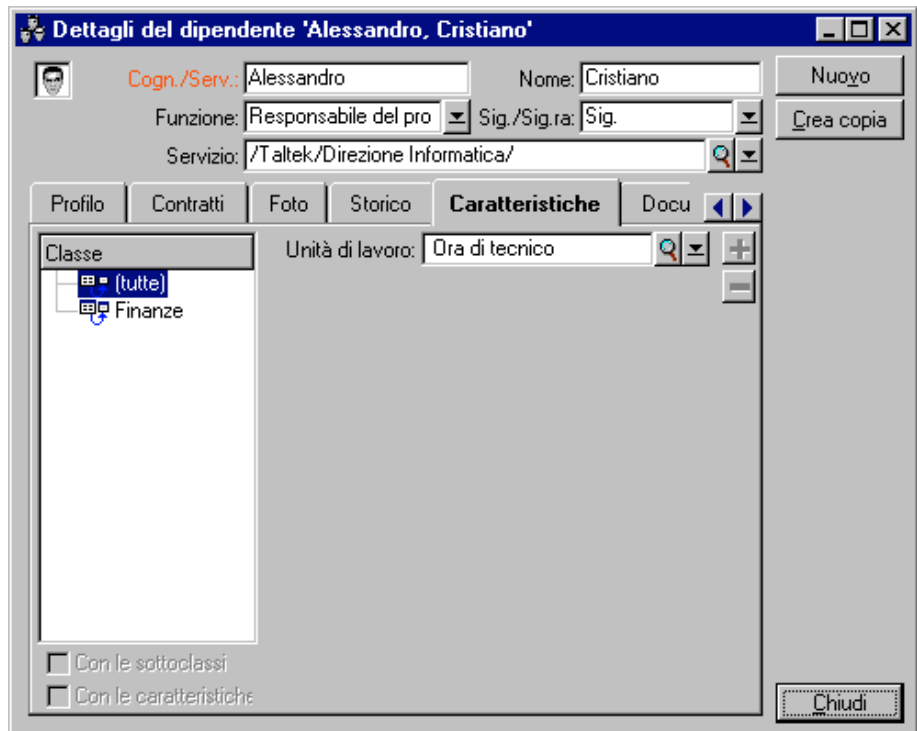 Dettagli del dipendente 'Alessandro, Cristiano'
Cogn./Serv.: Alessandro Nome: Cristiano Nuovo
Funzione: Responsabile del pro Sig./Sig.ra: Sig. Crea copia
Servizio: /Taltek/Direzione Informatica/
Profilo Contratti Foto Storico Caratteristiche Docu
Classe Unità di lavoro: Ora di tecnico
(tutte)
Finanze
Con le sottoclassi
Con le caratteristiche
Chiudi